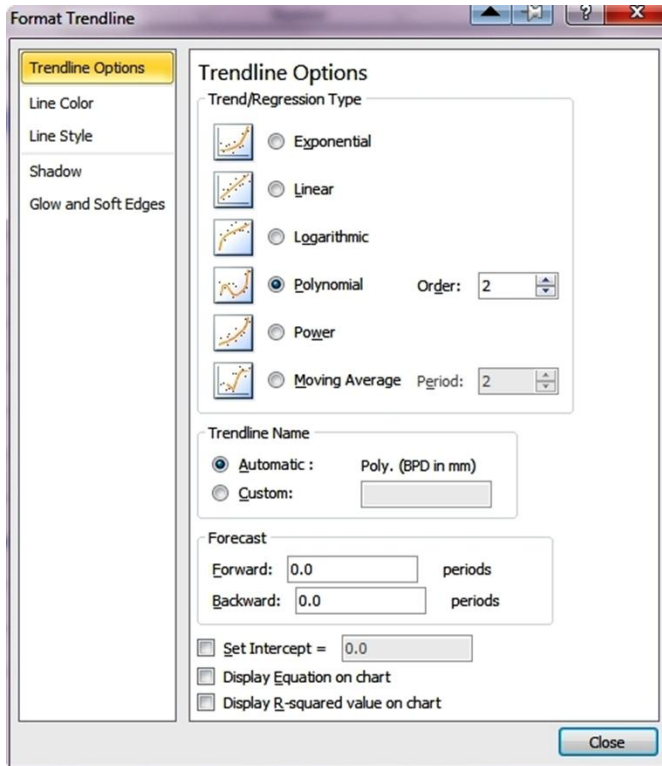 Format Trendline
?
X
Trendline Options
Line Color
Line Style
Shadow
Glow and Soft Edges
Trendline Options
Trend/Regression Type
Exponential
Linear
Logarithmic
Polynomial Order: 2
Power
Moving Average Period: 2
Trendline Name
Automatic : Poly. (BPD in mm)
Custom:
Forecast
Forward: 0.0 periods
Backward: 0.0 periods
Set Intercept = 0.0
Display Equation on chart
Display R-squared value on chart
Close